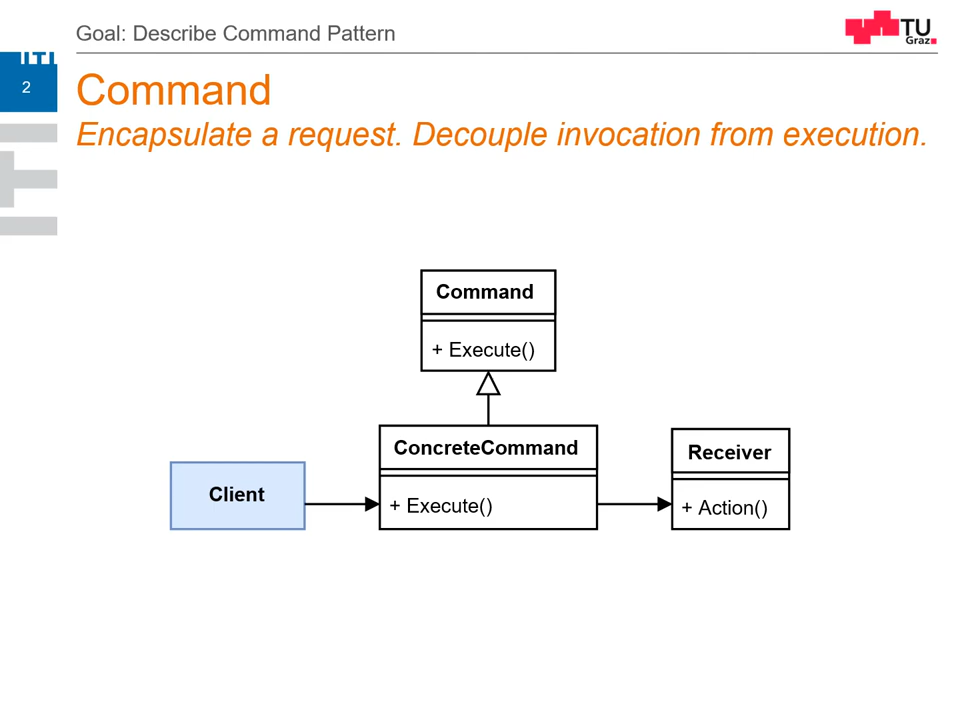 Goal: Describe Command Pattern
TU
Graz
2
Command
Encapsulate a request. Decouple invocation from execution.
Command
+ Execute()
ConcreteCommand
+ Execute()
Receiver
+ Action()
Client